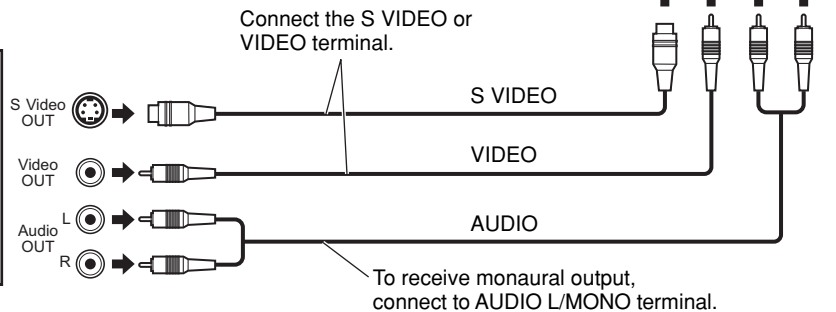 Connect the S VIDEO or
VIDEO terminal.
S Video
OUT
S VIDEO
Video
OUT
VIDEO
Audio
OUT
L
R
AUDIO
To receive monaural output,
connect to AUDIO L/MONO terminal.